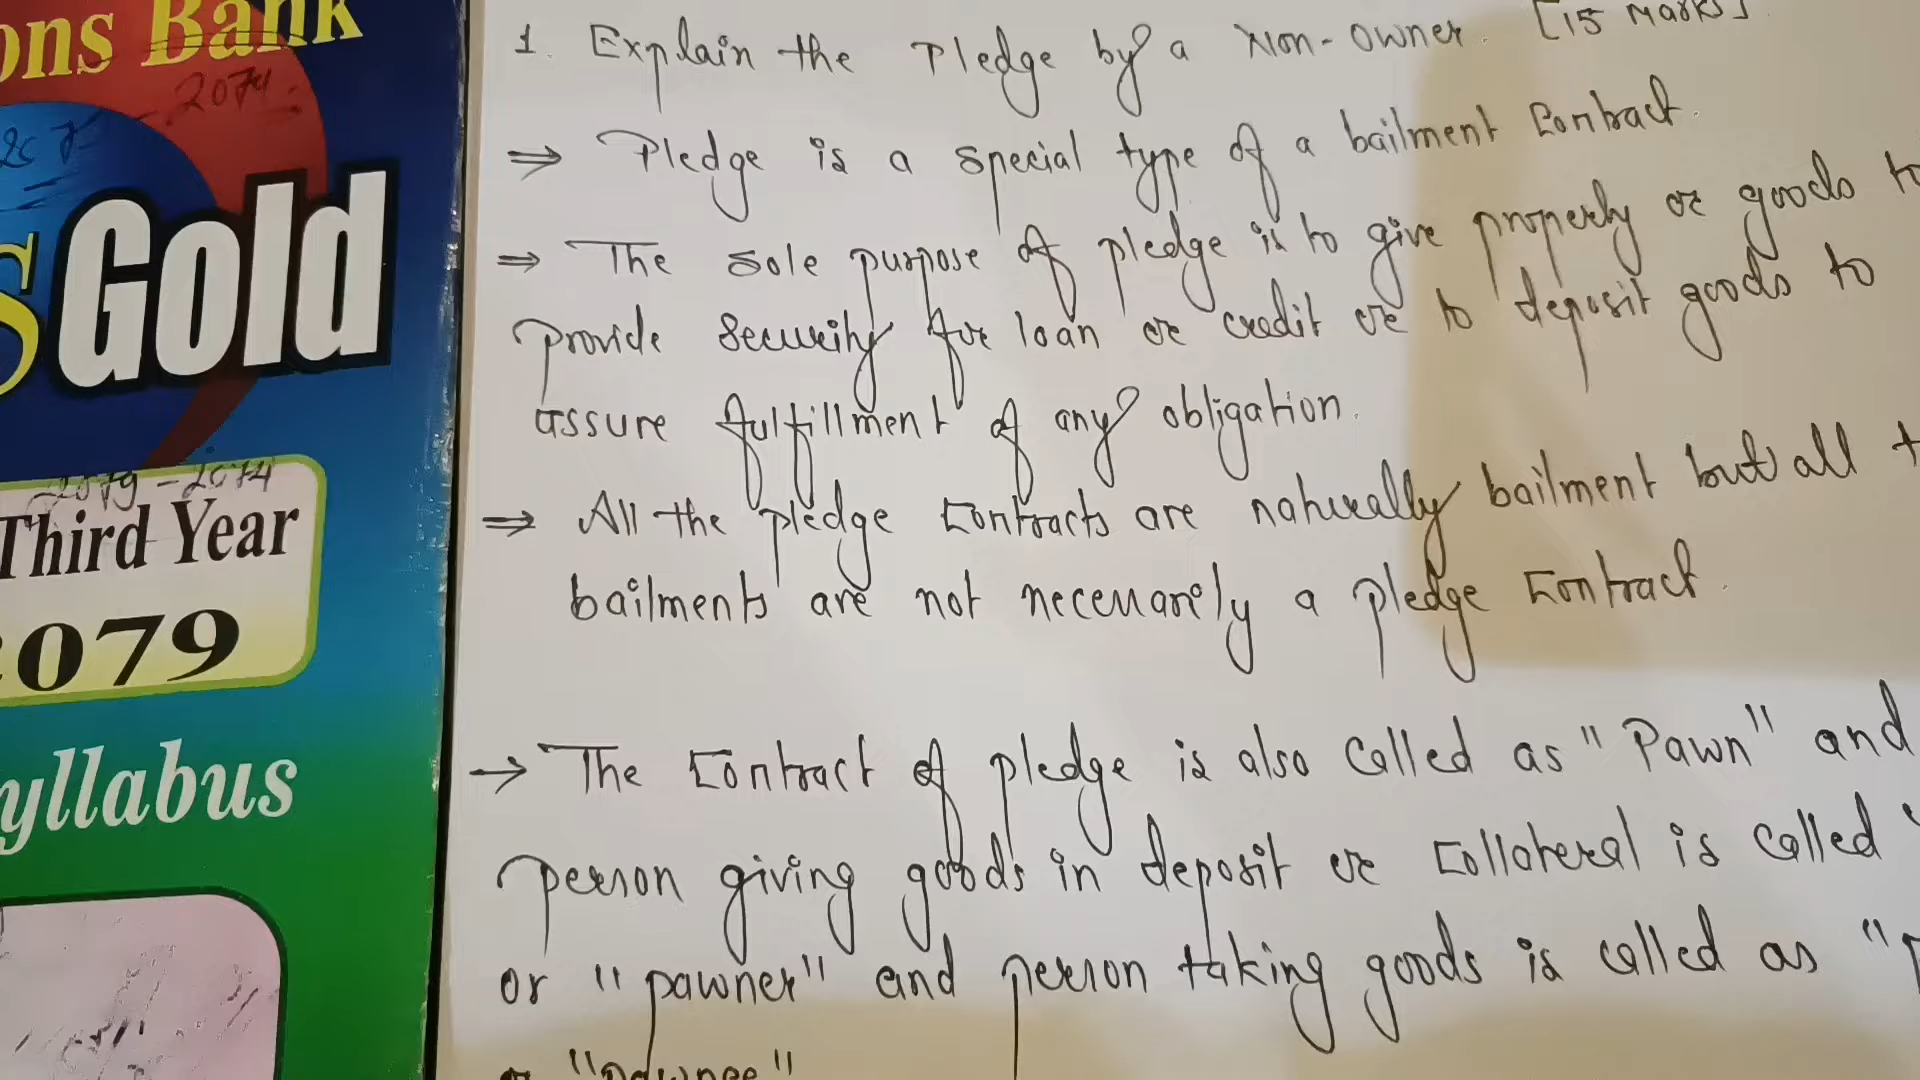 ons Bank
2074
Gold
2079-2074
Third Year
2079
yllabus
1. Explain the Pledge by a Non-Owner. [15 Marks]
⇒ Pledge is a special type of a bailment Contract.
⇒ The sole purpose of pledge is to give property or goods to
provide security for loan or credit or to deposit goods to
assure fulfillment of any obligation.
⇒ All the pledge Contracts are naturally bailment but all
bailments are not necessarily a pledge Contract.
→ The Contract of pledge is also called as "Pawn" and
person giving goods in deposit or Collateral is called
or "pawner" and person taking goods is called as
or "pawnee"